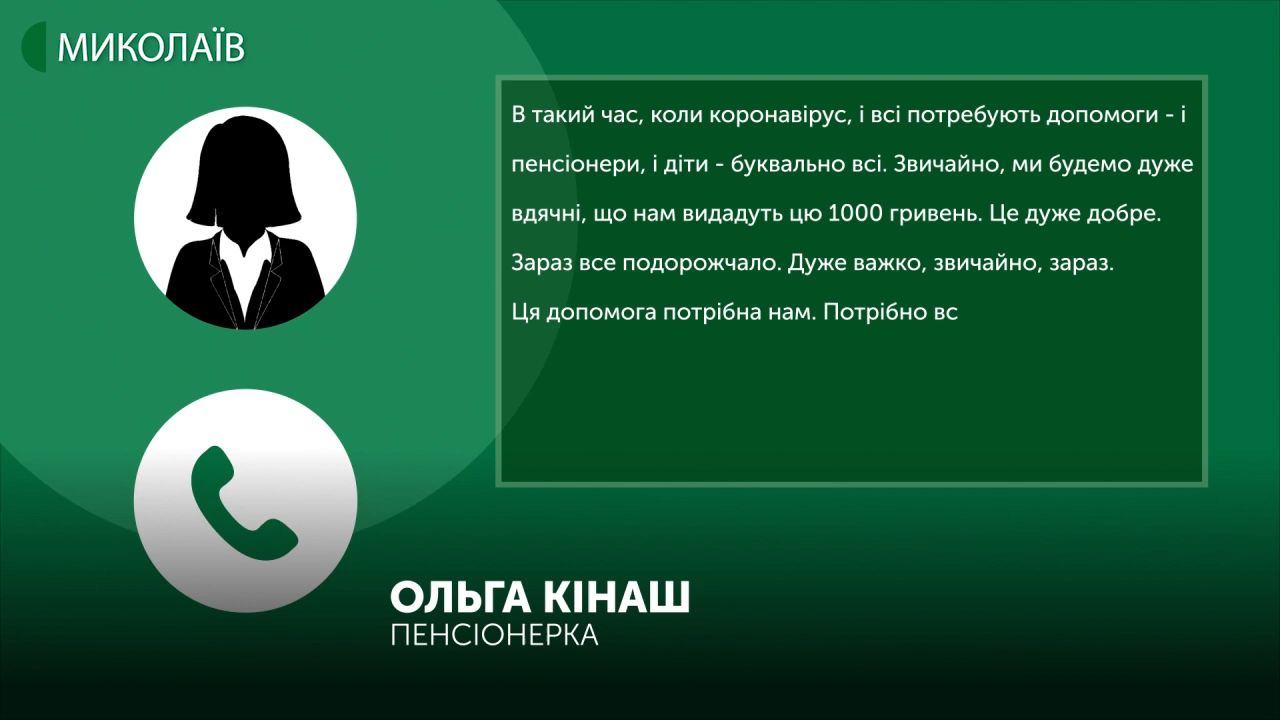 МИКОЛАЇВ
В такий час, коли коронавірус, і всі потребують допомоги - і
пенсіонери, і діти - буквально всі. Звичайно, ми будемо дуже
вдячні, що нам видадуть цю 1000 гривень. Це дуже добре.
Зараз все подорожчало. Дуже важко, звичайно, зараз.
Ця допомога потрібна нам. Потрібно вс
ОЛЬГА КІНАШ
ПЕНСІОНЕРКА